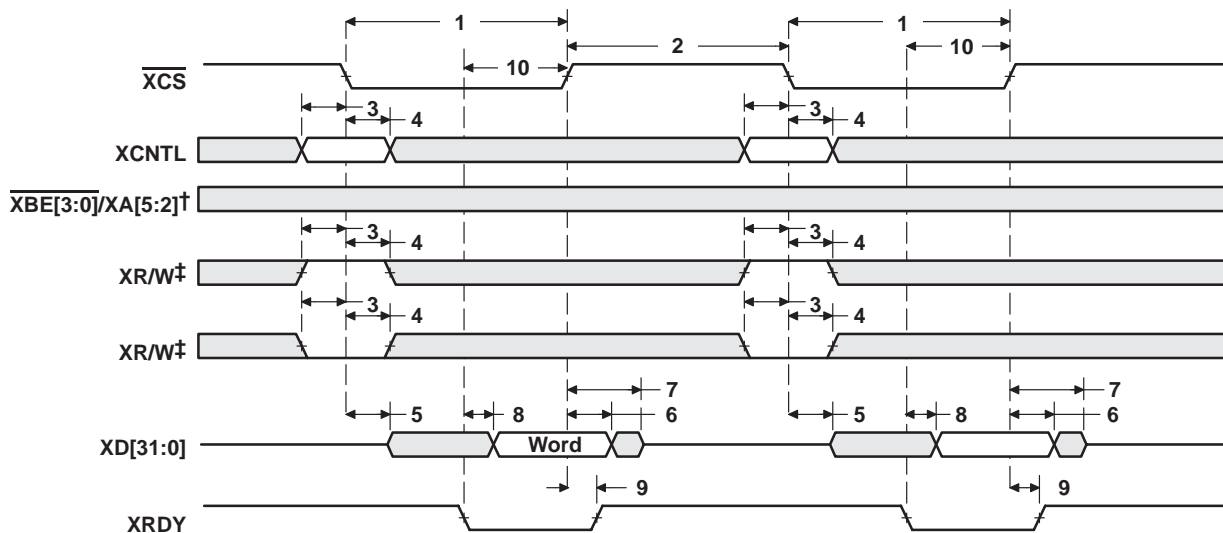 1 1
2
10 10
XCS
3 3
4 4
XCNTL
XBE[3:0]/XA[5:2]†
3 3
4 4
XR/W‡
3 3
4 4
XR/W‡
7 7
5 8 6 5 8 6
XD[31:0] Word
9 9
XRDY